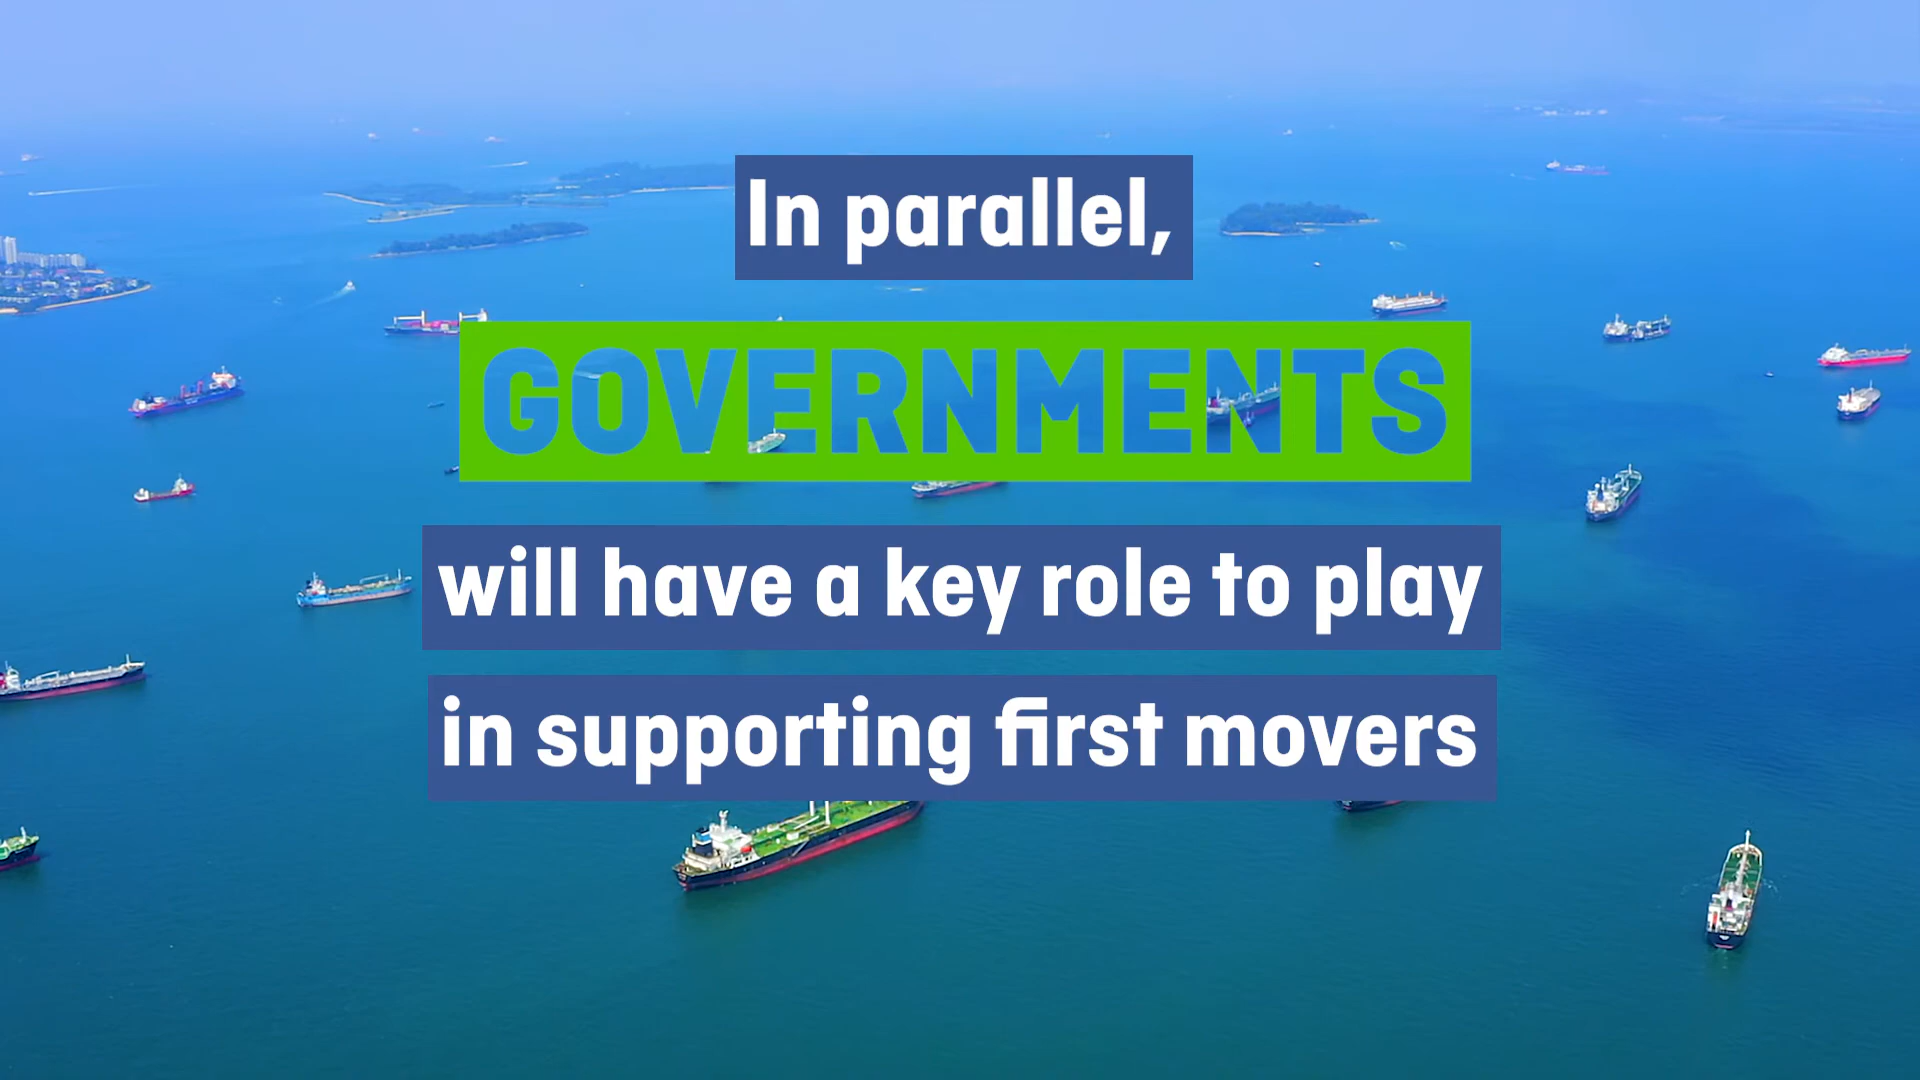 In parallel,
GOVERNMENTS
will have a key role to play
in supporting first movers